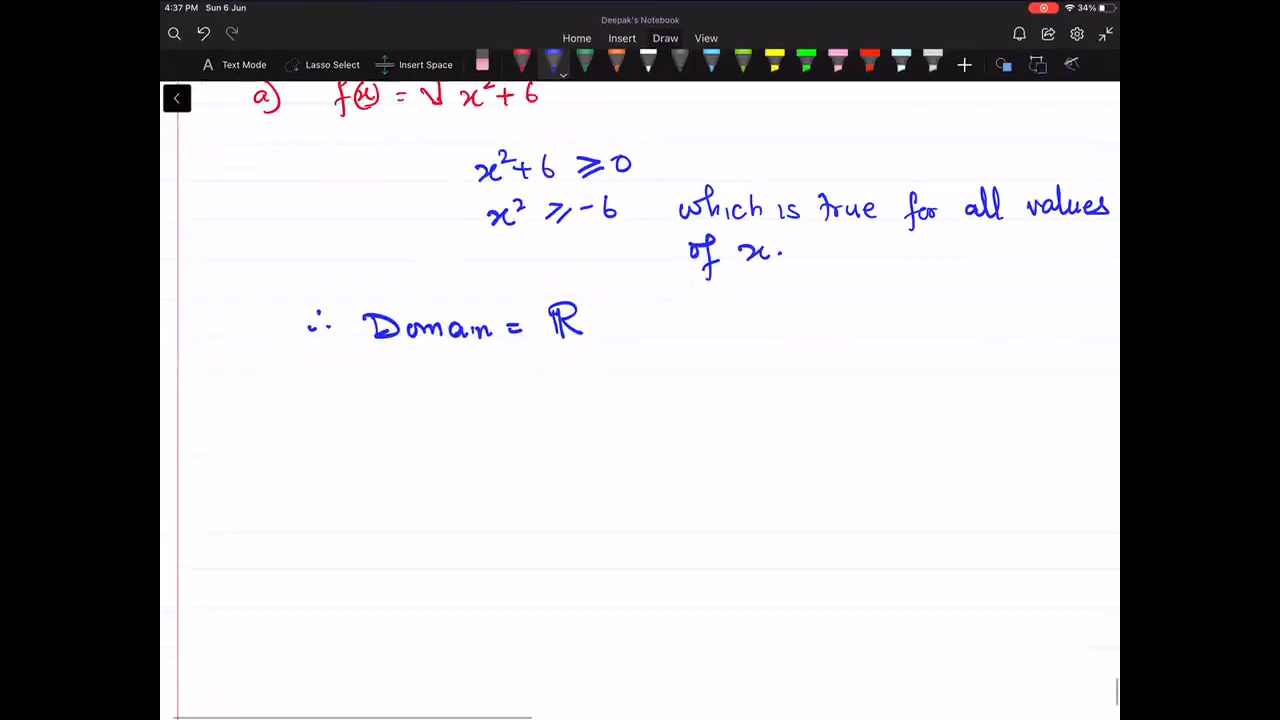 4:37 PM Sun 6 Jun
34%
Deepak's Notebook
Home Insert Draw View
A Text Mode Lasso Select Insert Space
a) f(x) = √ x²+ 6
x²+ 6 ⩾ 0
x² ⩾ - 6 which is true for all values
of x.
∴ Domain = ℝ